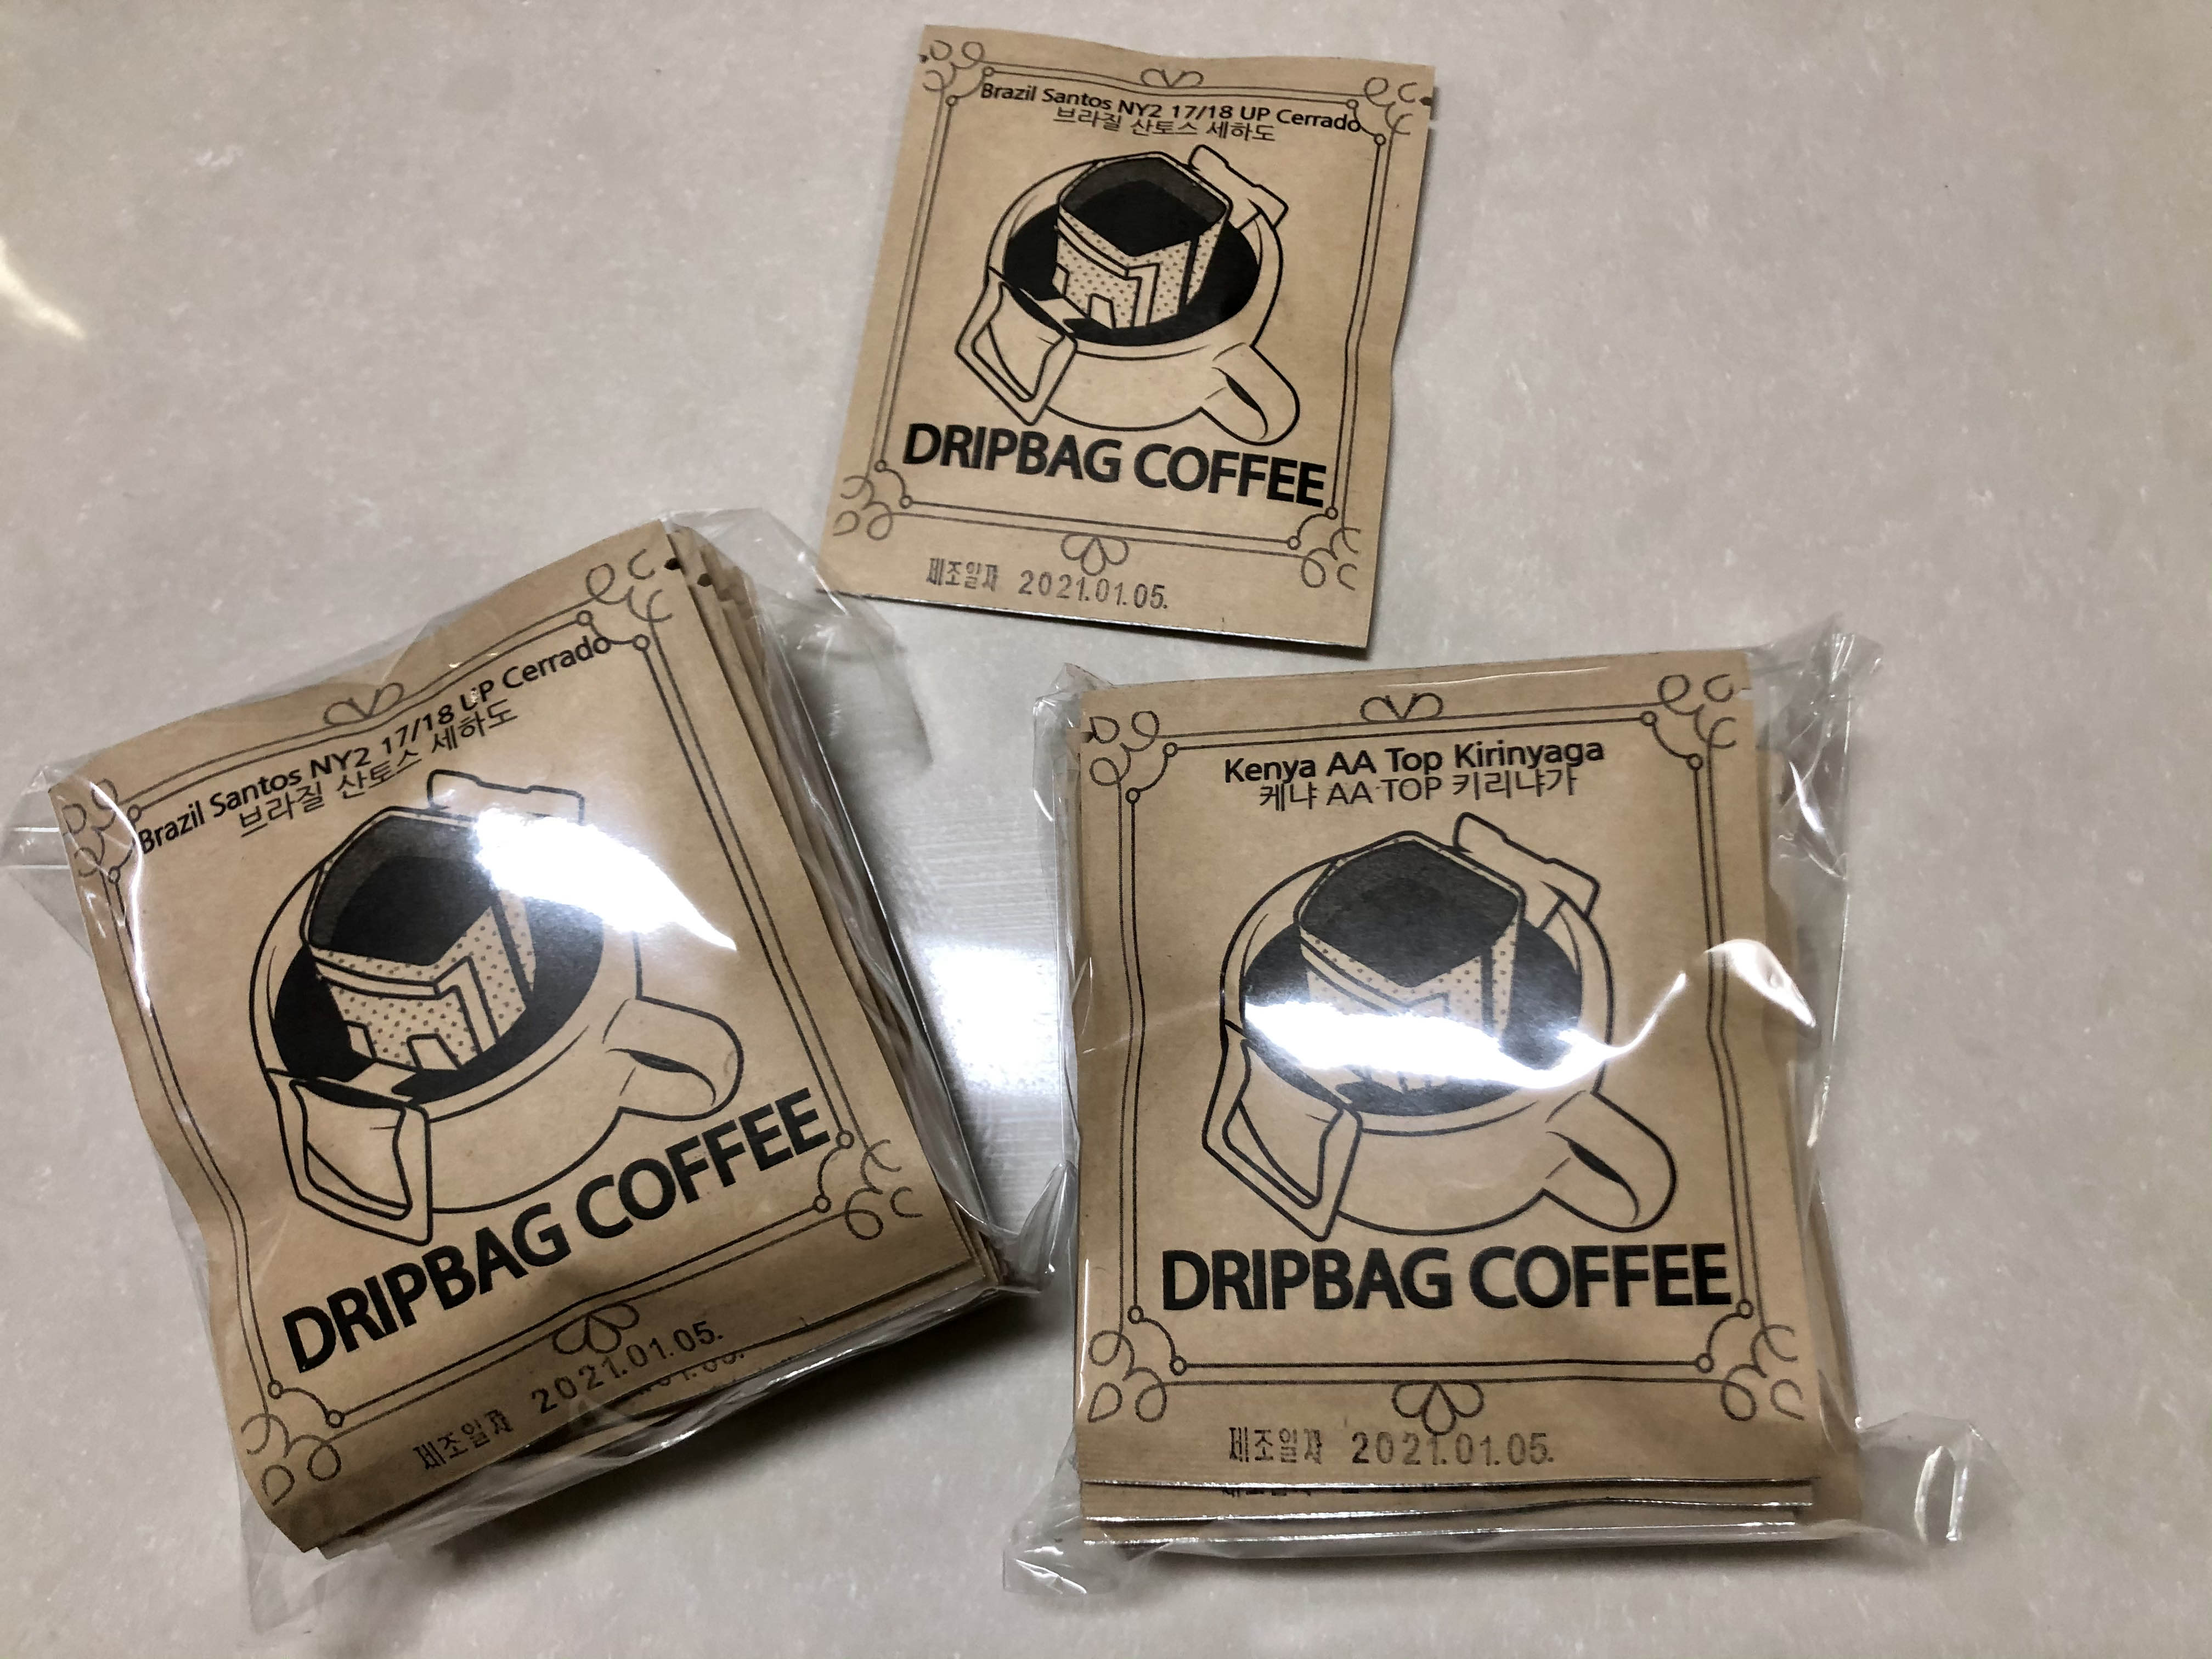 Brazil Santos NY2 17/18 UP Cerrado
브라질 산토스 세하도
DRIPBAG COFFEE
제조일자 2021.01.05.
Brazil Santos NY2 17/18 UP Cerrado
브라질 산토스 세하도
DRIPBAG COFFEE
제조일자 2021.01.05.
Kenya AA Top Kirinyaga
케냐 AA TOP 키리냐가
DRIPBAG COFFEE
제조일자 2021.01.05.